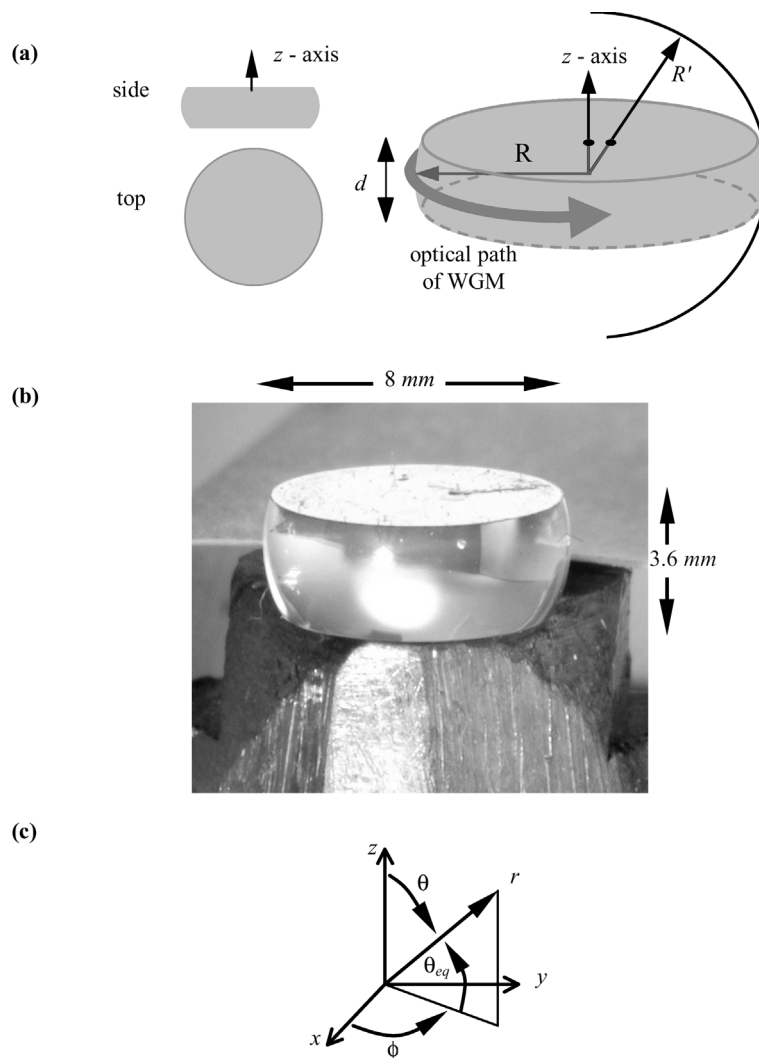 (a)
z - axis
side
top
z - axis
R'
R
d
optical path
of WGM
(b)
8 mm
3.6 mm
(c)
z
θ
r
θeq
y
x
ϕ